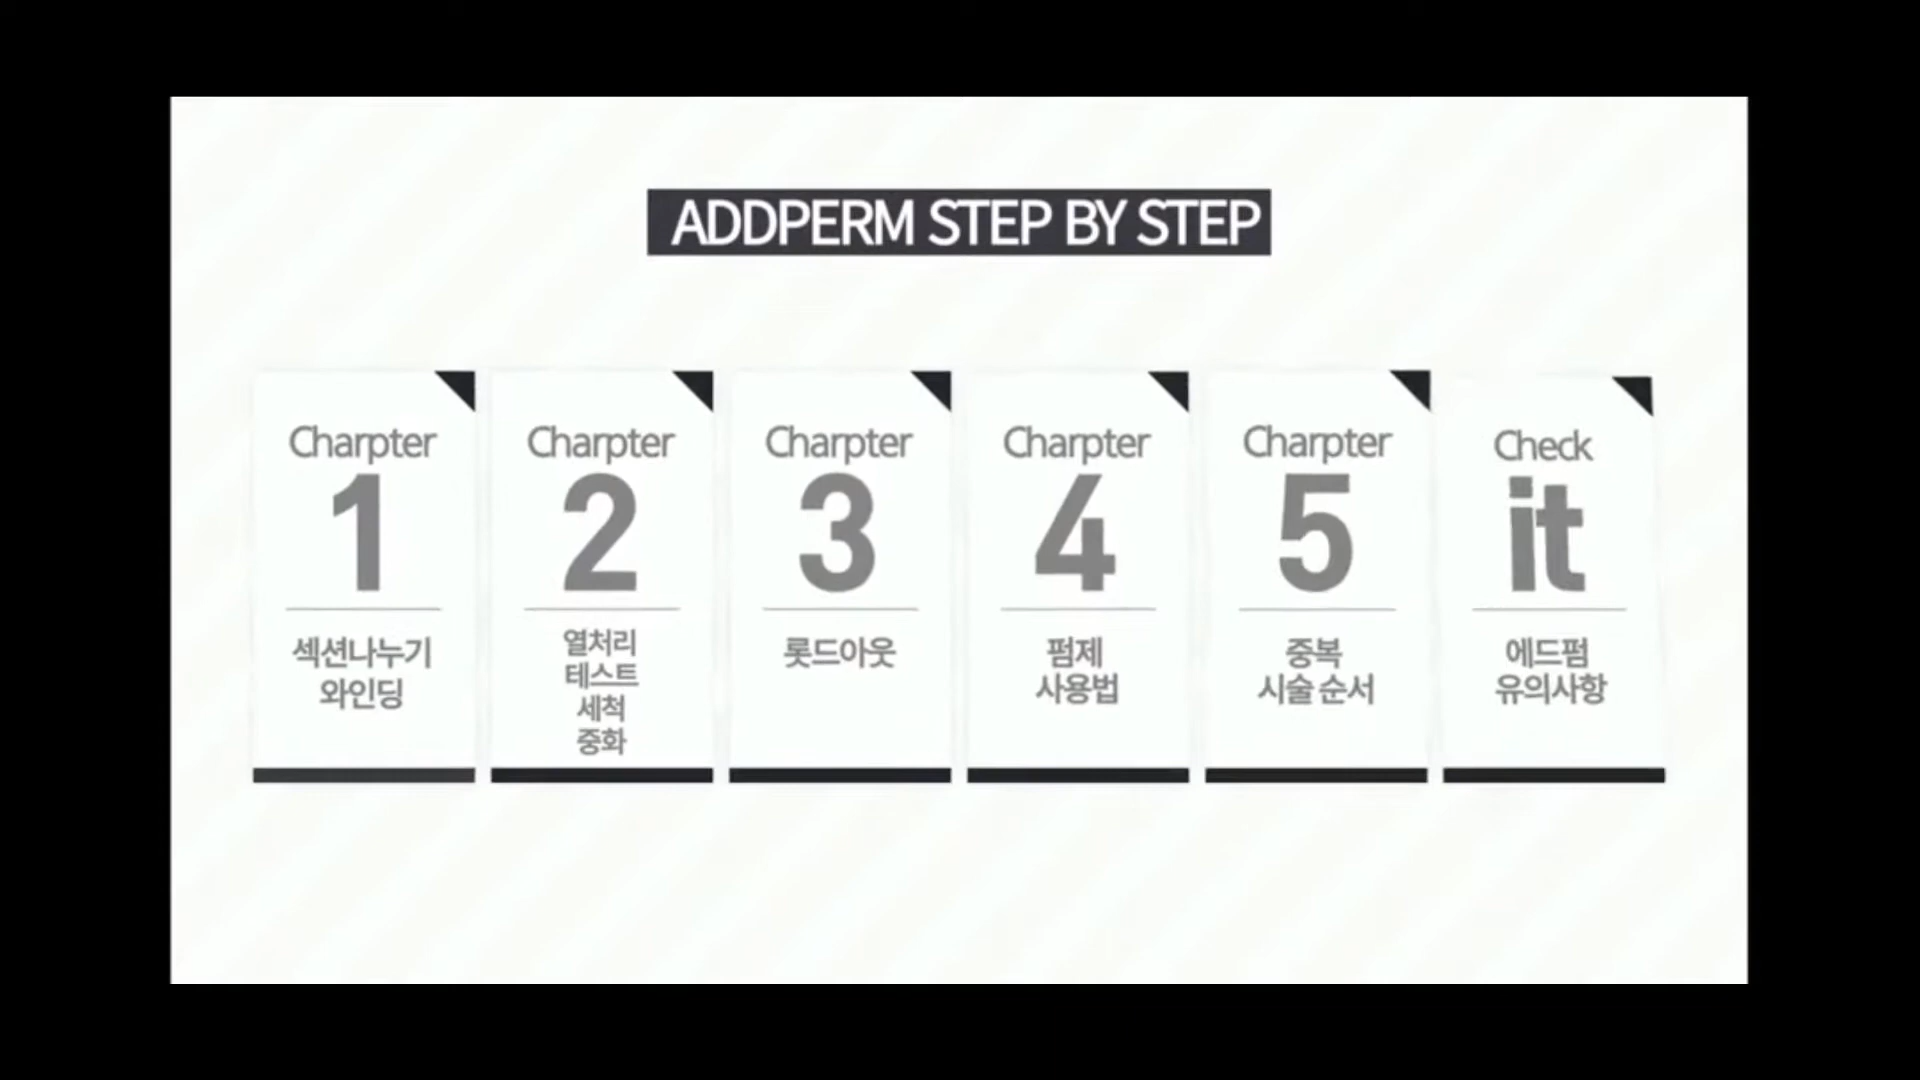 ADDPERM STEP BY STEP
Charpter
1
섹션나누기
와인딩
Charpter
2
열처리
테스트
세척
중화
Charpter
3
롯드아웃
Charpter
4
펌제
사용법
Charpter
5
중복
시술 순서
Check
it
에드펌
유의사항